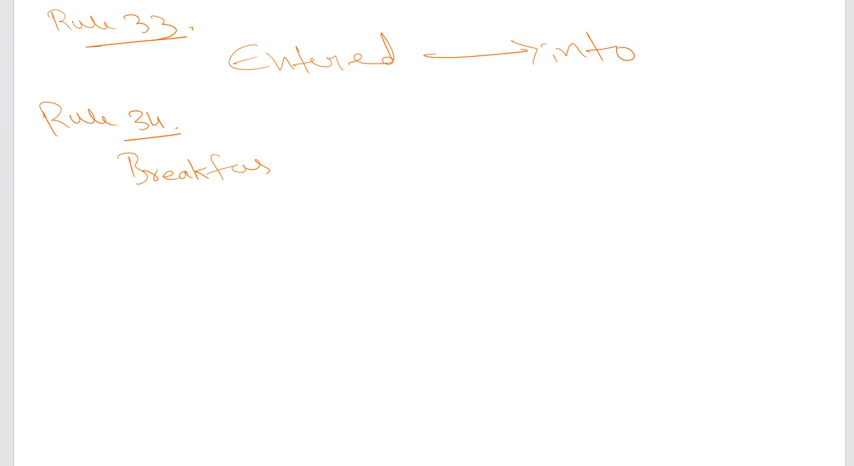 Rule 33.
Entered → into
Rule 34.
Breakfas